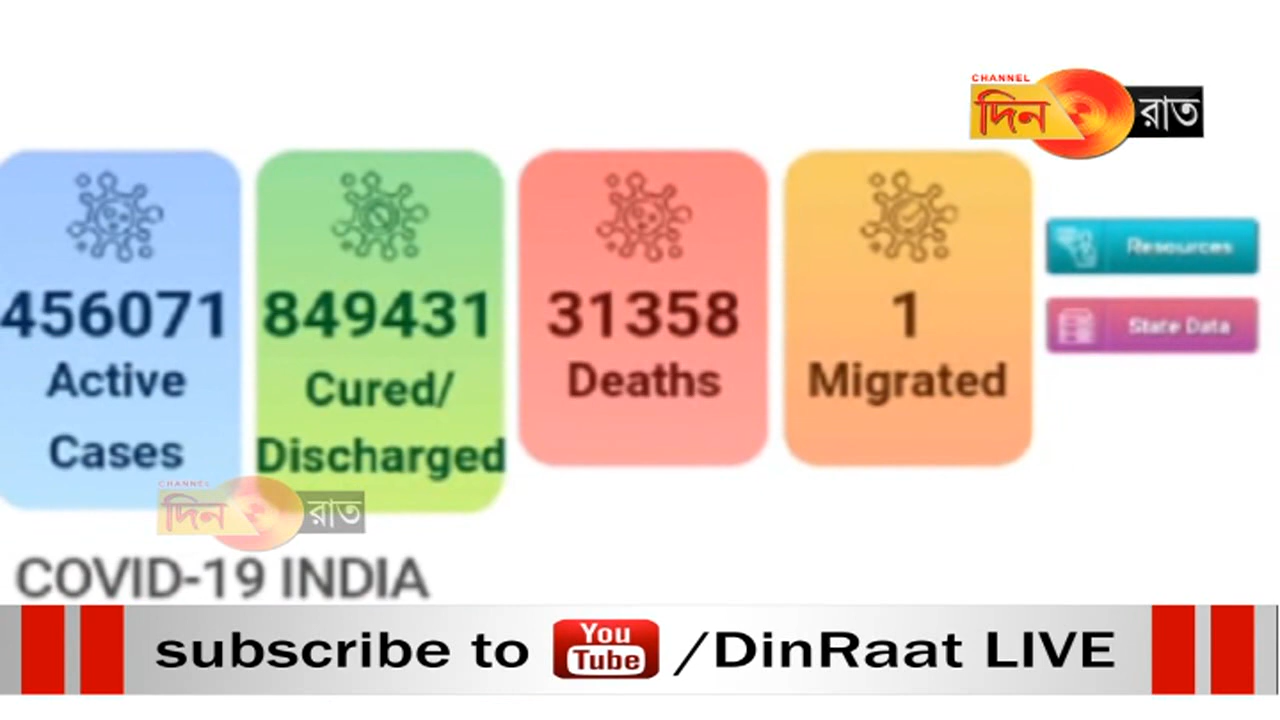 CHANNEL
দিন রাত
456071
Active
Cases
849431
Cured/
Discharged
31358
Deaths
1
Migrated
Resources
State Data
CHANNEL
দিন রাত
COVID-19 INDIA
subscribe to You Tube /DinRaat LIVE